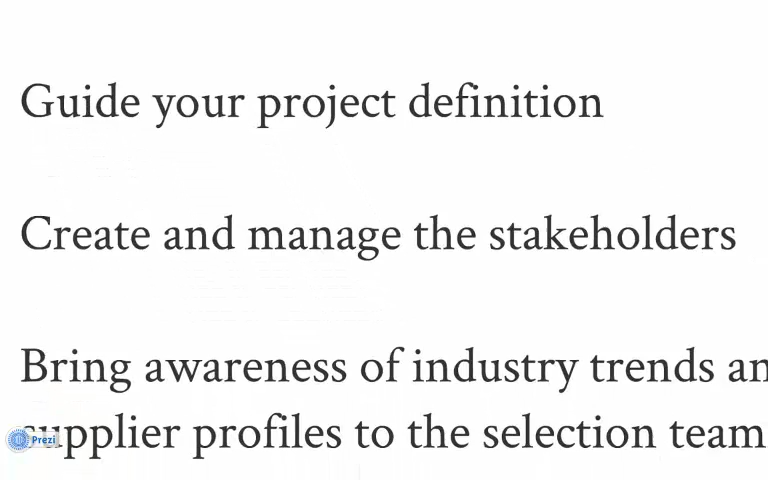 Guide your project definition
Create and manage the stakeholders
Bring awareness of industry trends an
supplier profiles to the selection team
Prezi